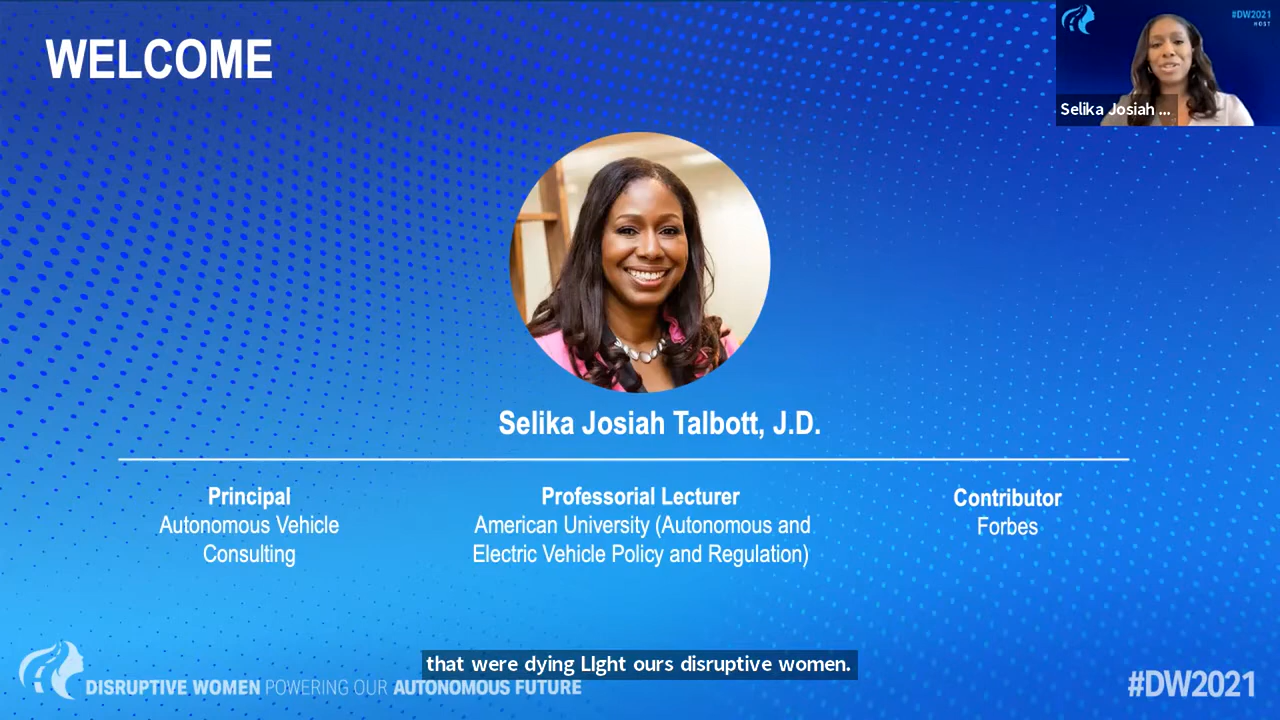 WELCOME
#DW2021
HOST
Selika Josiah ...
Selika Josiah Talbott, J.D.
Principal
Autonomous Vehicle
Consulting
Professorial Lecturer
American University (Autonomous and
Electric Vehicle Policy and Regulation)
Contributor
Forbes
that were dying LIght ours disruptive women.
DISRUPTIVE WOMEN POWERING OUR AUTONOMOUS FUTURE
#DW2021